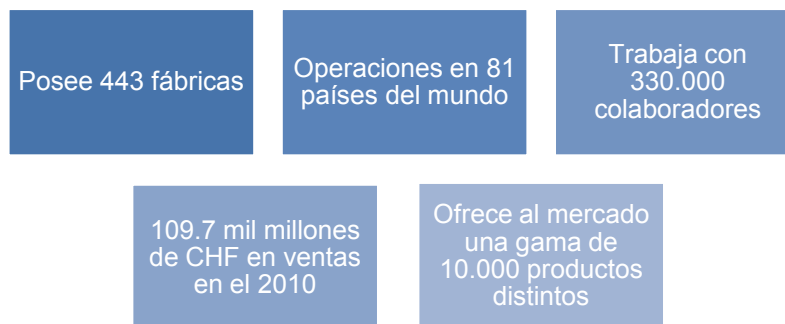 Posee 443 fábricas
Operaciones en 81
países del mundo
Trabaja con
330.000
colaboradores
109.7 mil millones
de CHF en ventas
en el 2010
Ofrece al mercado
una gama de
10.000 productos
distintos